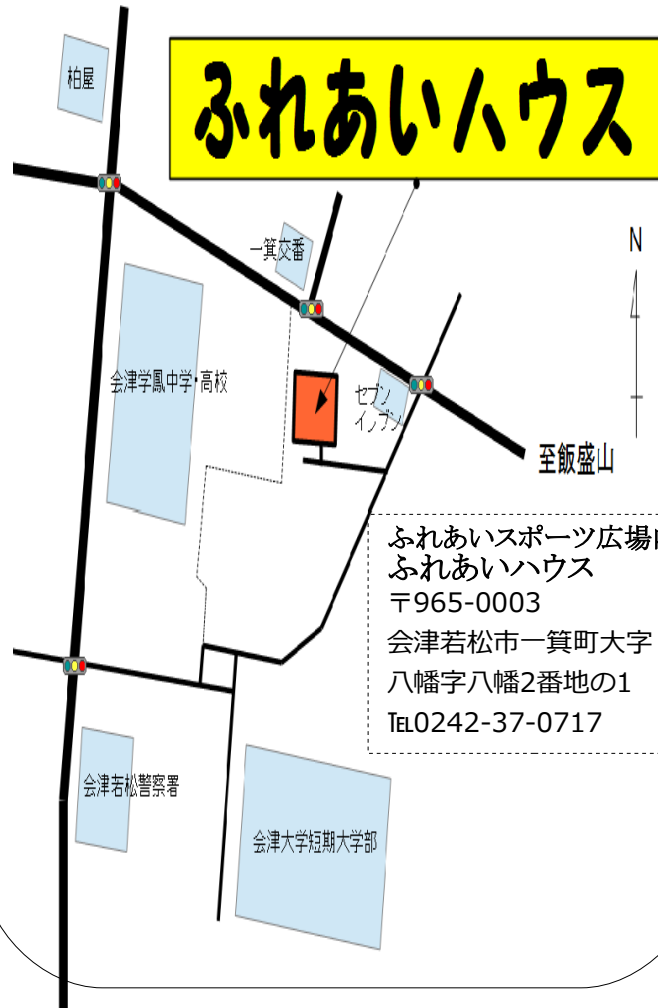 柏屋
ふれあいハウス
N
一箕交番
会津学鳳中学・高校
セブン
イレブン
至飯盛山
ふれあいスポーツ広場内
ふれあいハウス
〒965-0003
会津若松市一箕町大字
八幡字八幡2番地の1
℡0242-37-0717
会津若松警察署
会津大学短期大学部